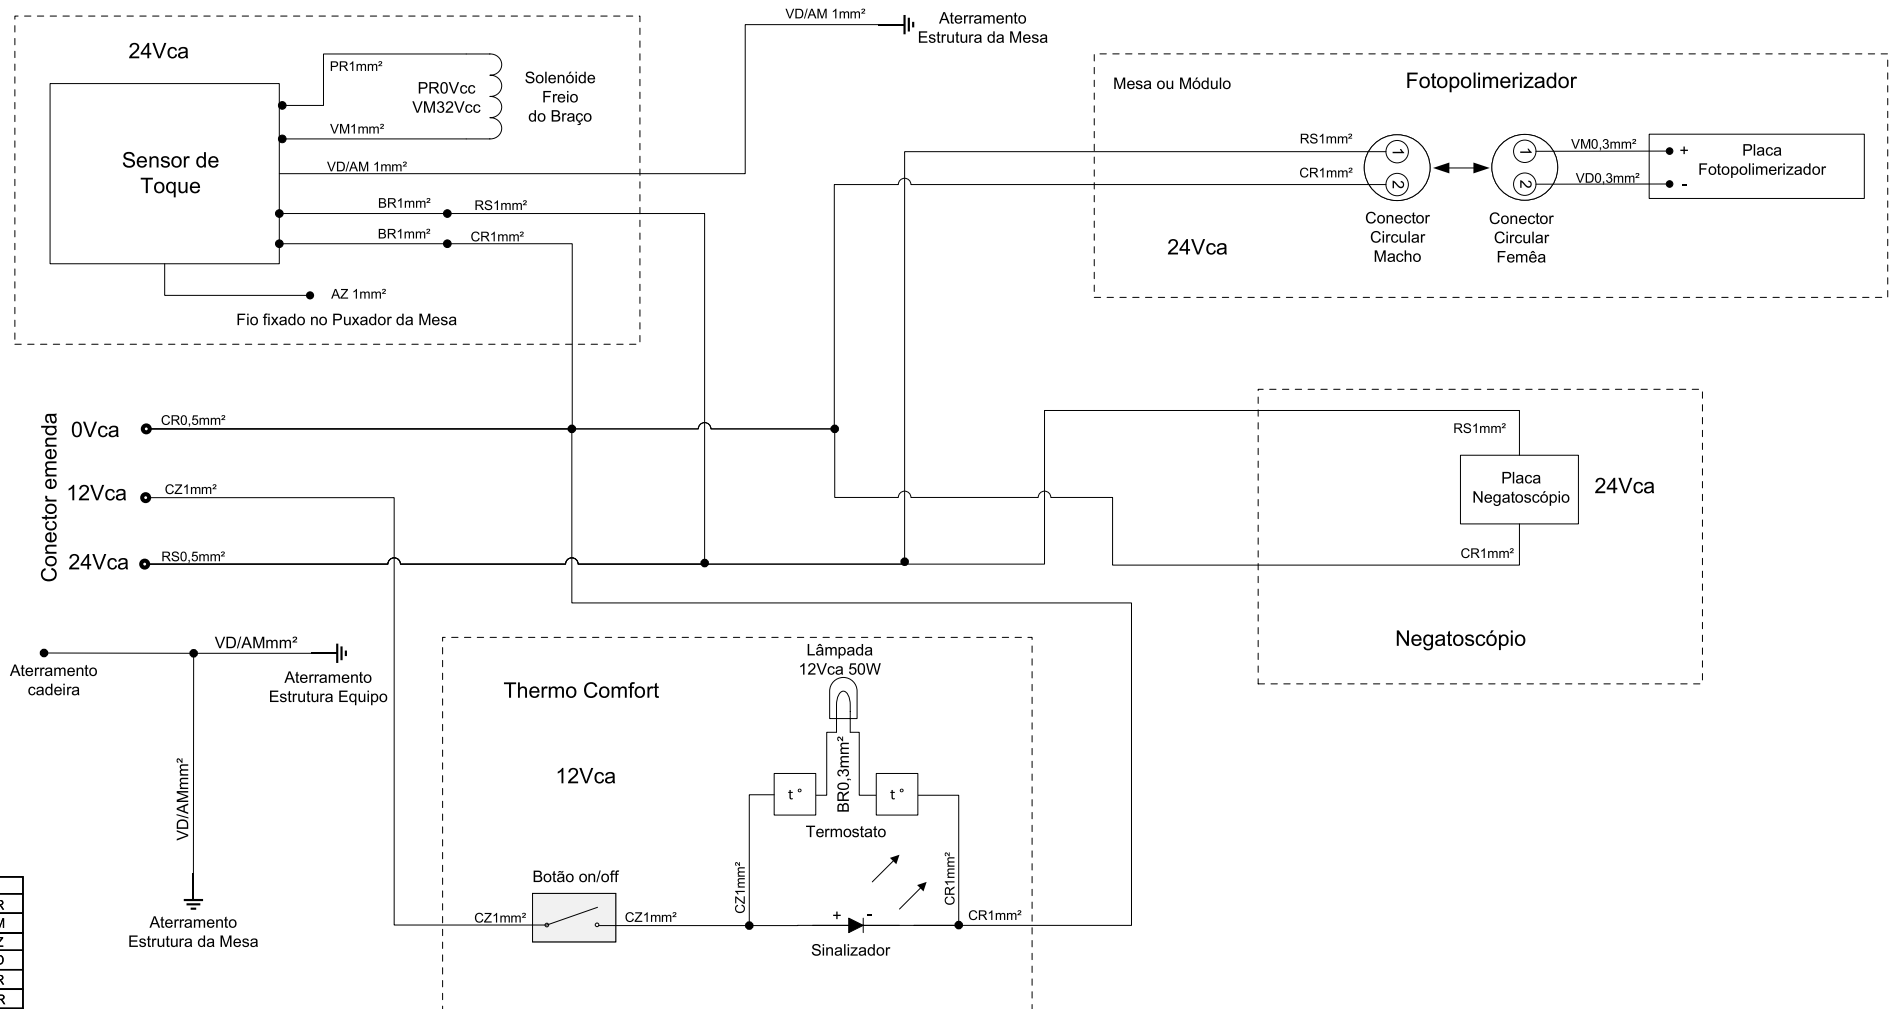 24Vca
PR1mm²
PR0Vcc
VM32Vcc
Solenóide
Freio
do Braço
VM1mm²
Sensor de
Toque
VD/AM 1mm²
BR1mm²
RS1mm²
BR1mm²
CR1mm²
AZ 1mm²
Fio fixado no Puxador da Mesa
VD/AM 1mm²
Aterramento
Estrutura da Mesa
Mesa ou Módulo
Fotopolimerizador
RS1mm²
CR1mm²
1
2
1
2
VM0,3mm²
VD0,3mm²
+
-
Placa
Fotopolimerizador
Conector
Circular
Macho
Conector
Circular
Femêa
24Vca
Conector emenda
0Vca
CR0,5mm²
12Vca
CZ1mm²
24Vca
RS0,5mm²
RS1mm²
Placa
Negatoscópio
24Vca
CR1mm²
Negatoscópio
VD/AMmm²
Aterramento
cadeira
Aterramento
Estrutura Equipo
VD/AMmm²
Aterramento
Estrutura da Mesa
Thermo Comfort
Lâmpada
12Vca 50W
12Vca
BR0,3mm²
t °
t °
Termostato
Botão on/off
CZ1mm²
CZ1mm²
CZ1mm²
CR1mm²
+
-
CR1mm²
Sinalizador
R
M
Z
R
R